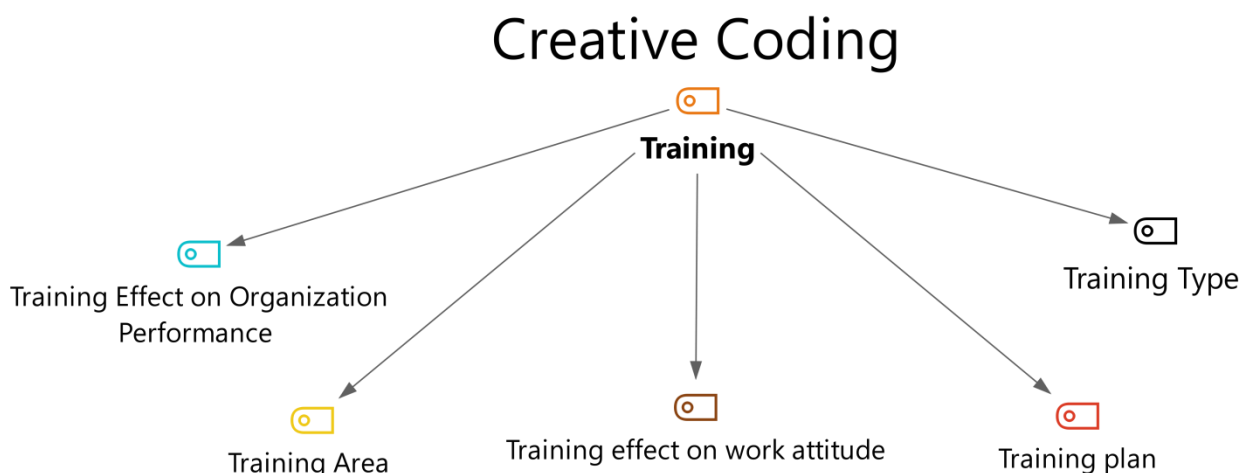 Creative Coding
Training
Training Type
Training Effect on Organization
Performance
Training Area
Training effect on work attitude
Training plan